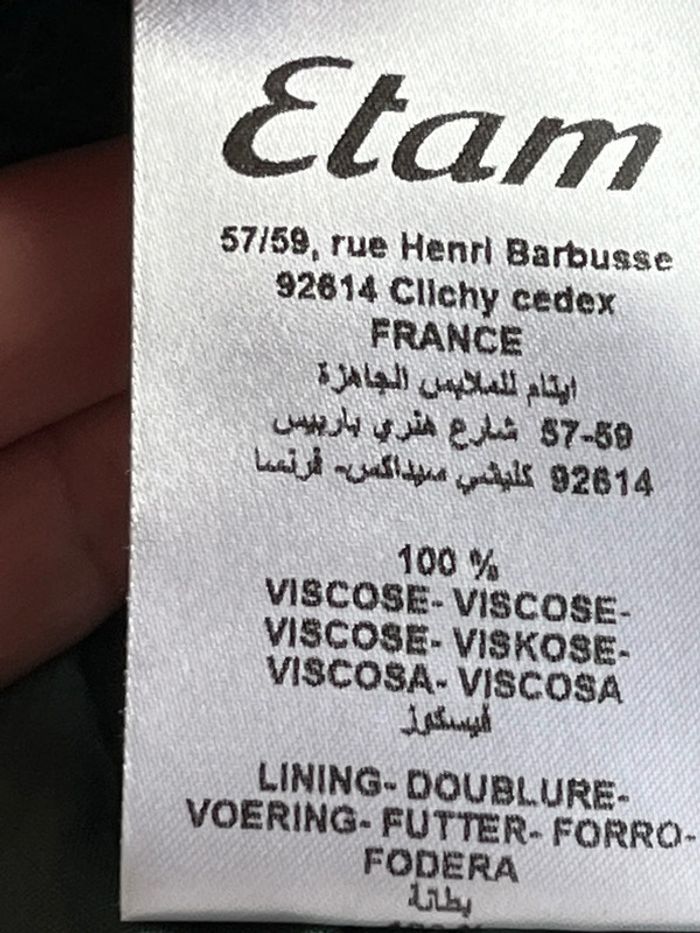 Etam
57/59, rue Henri Barbusse
92614 Clichy cedex
FRANCE
ايتام للملابس الجاهزة
57-59 شارع هنري باربيس
92614 كليشي سيداكس- فرنسا
100 %
VISCOSE- VISCOSE-
VISCOSE- VISKOSE-
VISCOSA- VISCOSA
فيسكوز
LINING- DOUBLURE-
VOERING- FUTTER- FORRO-
FODERA
بطانة